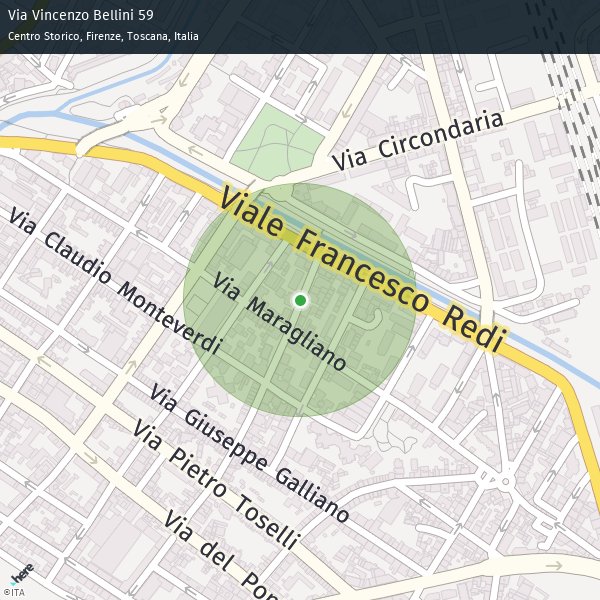 Via Vincenzo Bellini 59
Centro Storico, Firenze, Toscana, Italia
Via Circondaria
Viale Francesco Redi
Via Claudio Monteverdi
Via Maragliano
Via Giuseppe Galliano
Via Pietro Toselli
Via del Pon
here
©ITA